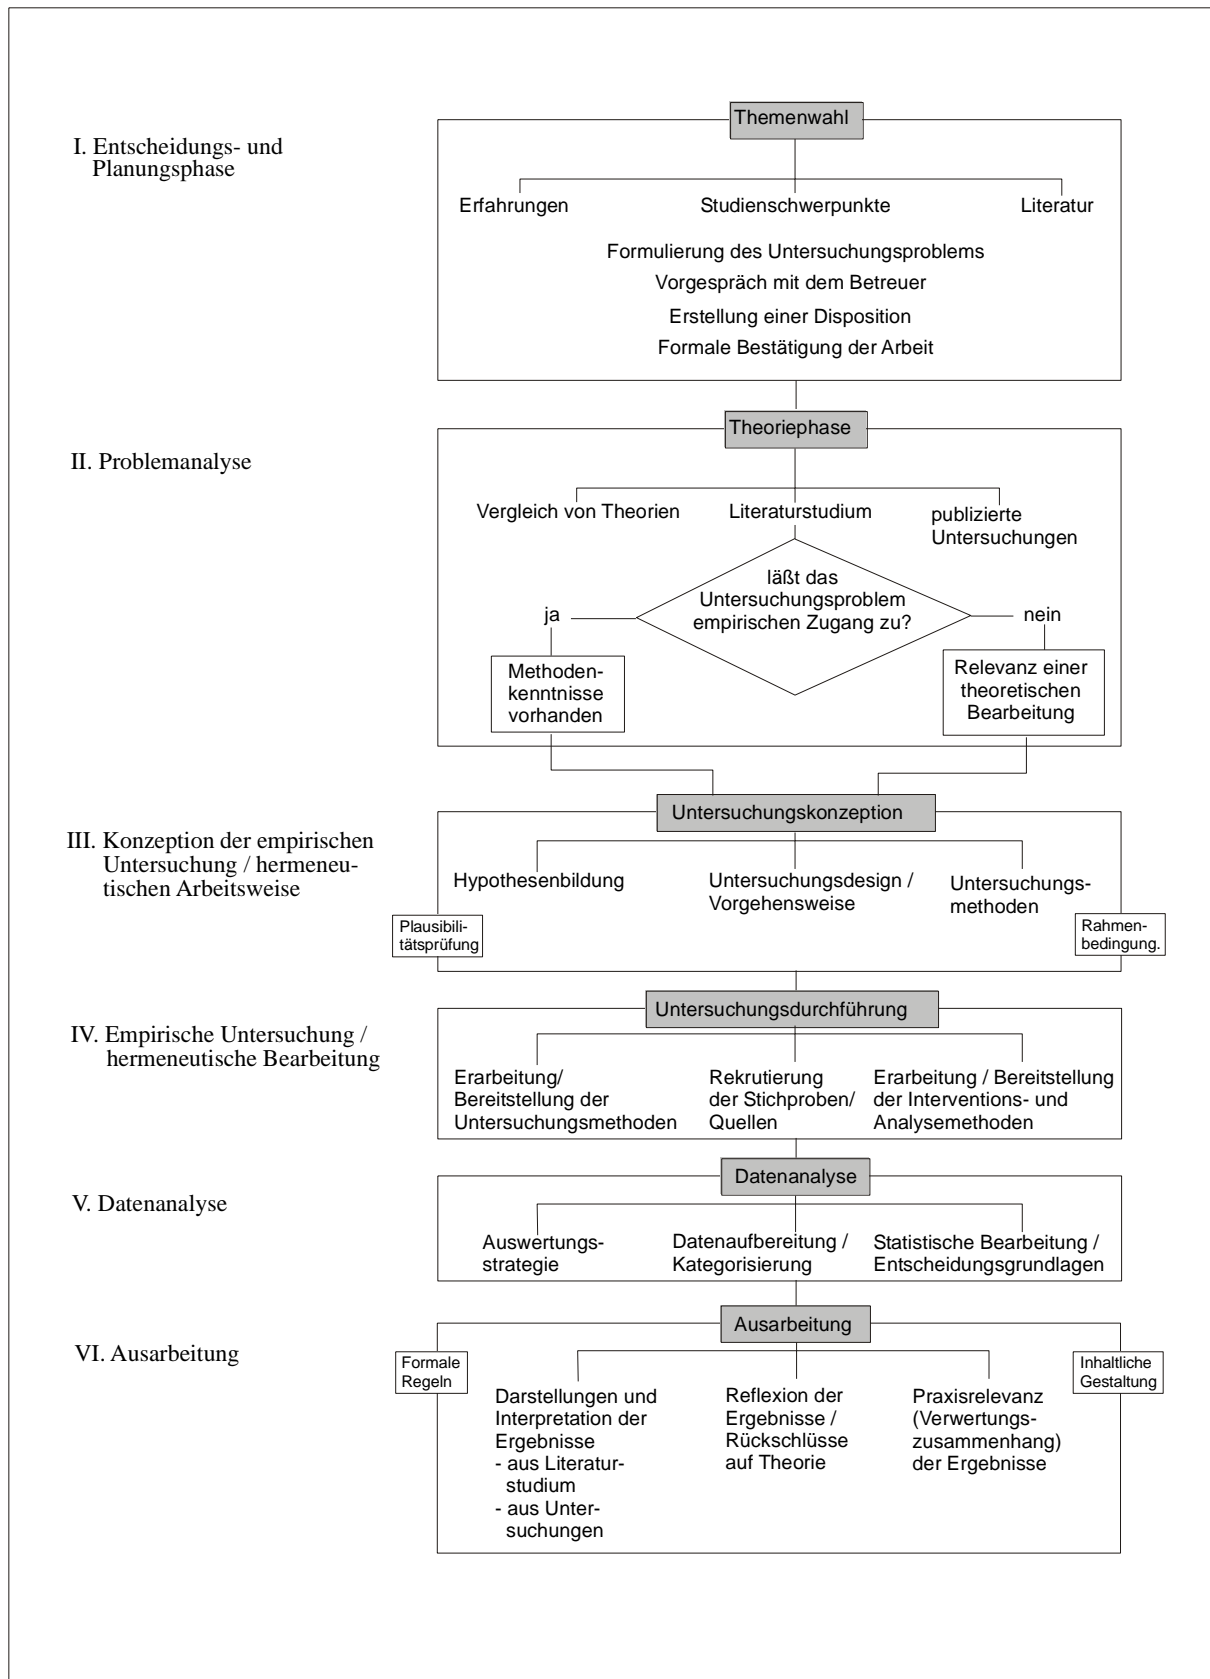 Themenwahl
I. Entscheidungs- und
Planungsphase
Erfahrungen
Studienschwerpunkte
Literatur
Formulierung des Untersuchungsproblems
Vorgespräch mit dem Betreuer
Erstellung einer Disposition
Formale Bestätigung der Arbeit
Theoriephase
II. Problemanalyse
Vergleich von Theorien
Literaturstudium
publizierte
Untersuchungen
läßt das
Untersuchungsproblem
empirischen Zugang zu?
ja
nein
Methoden-
kenntnisse
vorhanden
Relevanz einer
theoretischen
Bearbeitung
Untersuchungskonzeption
III. Konzeption der empirischen
Untersuchung / hermeneu-
tischen Arbeitsweise
Hypothesenbildung
Untersuchungsdesign /
Vorgehensweise
Untersuchungs-
methoden
Plausibili-
tätsprüfung
Rahmen-
bedingung.
Untersuchungsdurchführung
IV. Empirische Untersuchung /
hermeneutische Bearbeitung
Erarbeitung/
Bereitstellung der
Untersuchungsmethoden
Rekrutierung
der Stichproben/
Quellen
Erarbeitung / Bereitstellung
der Interventions- und
Analysemethoden
Datenanalyse
V. Datenanalyse
Auswertungs-
strategie
Datenaufbereitung /
Kategorisierung
Statistische Bearbeitung /
Entscheidungsgrundlagen
Ausarbeitung
VI. Ausarbeitung
Formale
Regeln
Inhaltliche
Gestaltung
Darstellungen und
Interpretation der
Ergebnisse
- aus Literatur-
studium
- aus Unter-
suchungen
Reflexion der
Ergebnisse /
Rückschlüsse
auf Theorie
Praxisrelevanz
(Verwertungs-
zusammenhang)
der Ergebnisse